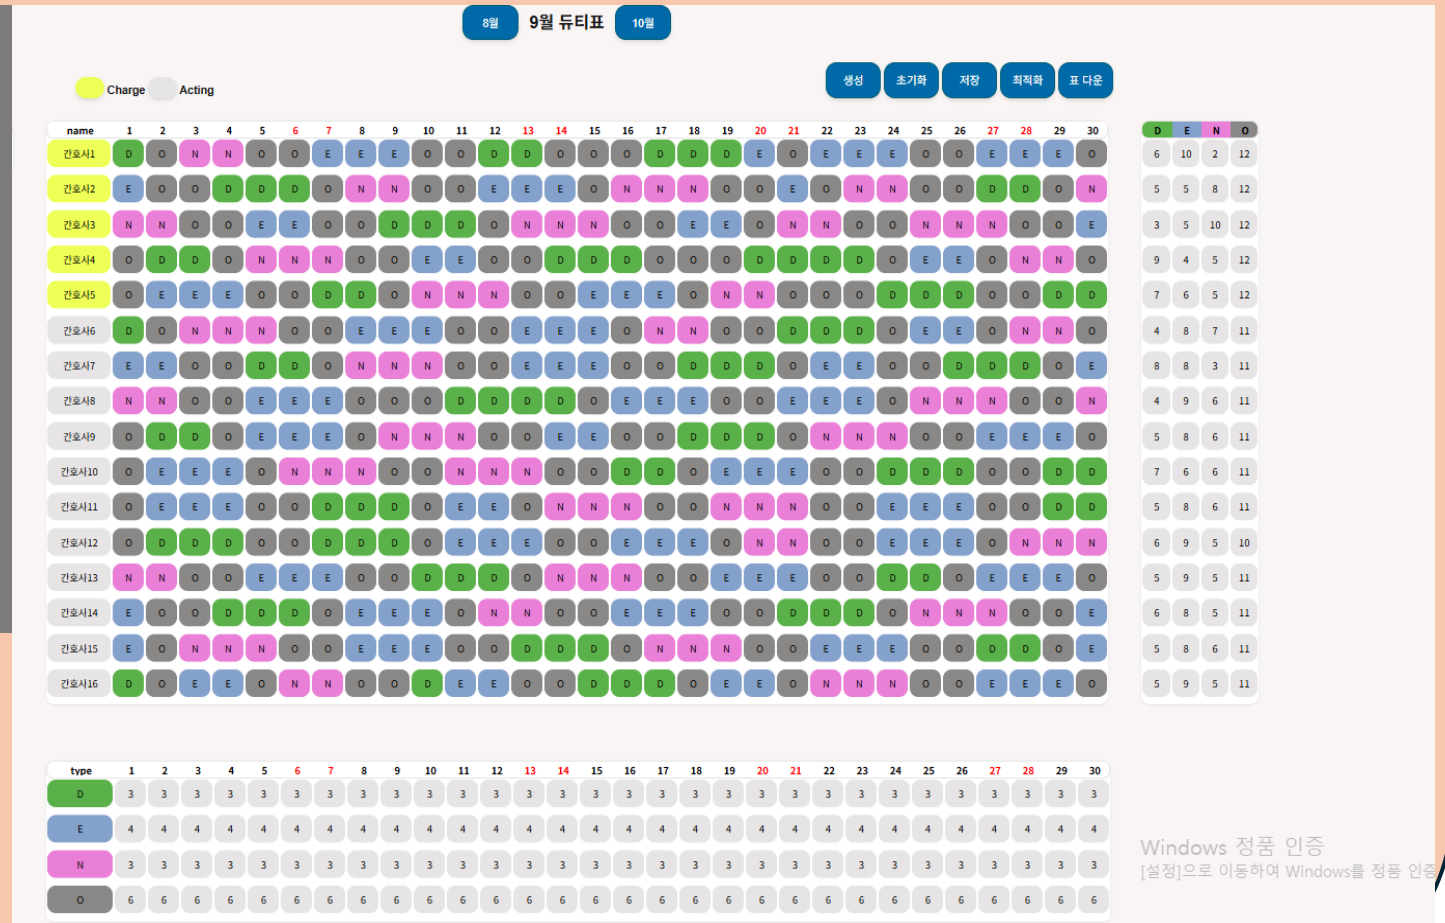 8월 9월 듀티표 10월
생성 초기화 저장 최적화 표 다운
Charge Acting
name 1 2 3 4 5 6 7 8 9 10 11 12 13 14 15 16 17 18 19 20 21 22 23 24 25 26 27 28 29 30 D E N O
간호사1 D O N N O O E E E O O D D O O O D D D E O E E E O O E E E O 6 10 2 12
간호사2 E O O D D D O N N O O E E E O N N N O O E O N N O O D D O N 5 5 8 12
간호사3 N N O O E E O O D D D O N N N O O E E O N N O O N N N O O E 3 5 10 12
간호사4 O D D O N N N O O E E O O D D D O O O D D D D O E E O N N O 9 4 5 12
간호사5 O E E E O O D D O N N N O O E E E O N N O O O D D D O O D D 7 6 5 12
간호사6 D O N N N O O E E E O O E E E O N N O O D D D O E E O N N O 4 8 7 11
간호사7 E E O O D D O N N N O O E E E O O D D D O E E O O D D D O E 8 8 3 11
간호사8 N N O O E E E O O O D D D D O E E E O O E E E O N N N O O N 4 9 6 11
간호사9 O D D O E E E O N N N O O E E O O D D D O N N N O O E E E O 5 8 6 11
간호사10 O E E E O N N N O O N N N O O D D O E E E O O D D D O O D D 7 6 6 11
간호사11 O E E E O O D D D O E E O N N N O O N N N O O E E E O O D D 5 8 6 11
간호사12 O D D D O O D D D O E E E O O E E E O N N O O E E E O N N N 6 9 5 10
간호사13 N N O O E E E O O D D D O N N N O O E E E O O D D O E E E O 5 9 5 11
간호사14 E O O D D D O E E E O N N O O E E E O O D D D O N N N O O E 6 8 5 11
간호사15 E O N N N O O E E E O O D D D O N N N O O E E E O O D D O E 5 8 6 11
간호사16 D O E E O N N O O D E E O O D D D O E E O N N N O O E E E O 5 9 5 11
type 1 2 3 4 5 6 7 8 9 10 11 12 13 14 15 16 17 18 19 20 21 22 23 24 25 26 27 28 29 30
D 3 3 3 3 3 3 3 3 3 3 3 3 3 3 3 3 3 3 3 3 3 3 3 3 3 3 3 3 3 3
E 4 4 4 4 4 4 4 4 4 4 4 4 4 4 4 4 4 4 4 4 4 4 4 4 4 4 4 4 4 4
N 3 3 3 3 3 3 3 3 3 3 3 3 3 3 3 3 3 3 3 3 3 3 3 3 3 3 3 3 3 3
O 6 6 6 6 6 6 6 6 6 6 6 6 6 6 6 6 6 6 6 6 6 6 6 6 6 6 6 6 6 6
Windows 정품 인증
[설정]으로 이동하여 Windows를 정품 인증